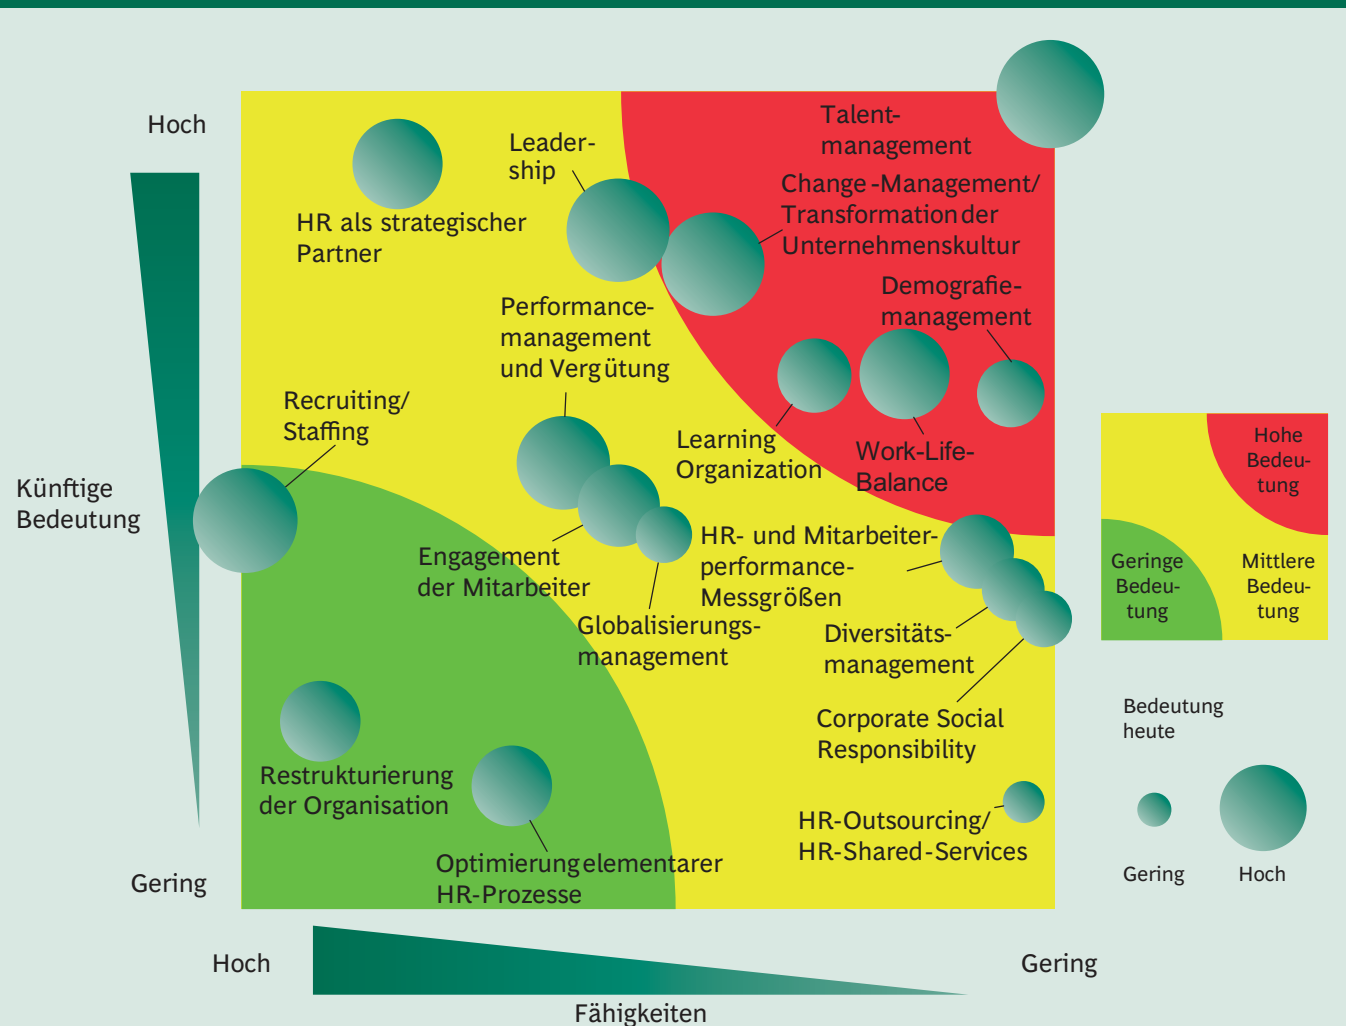 Hoch
Künftige
Bedeutung
Gering
HR als strategischer
Partner
Leader-
ship
Talent-
management
Change-Management/
Transformation der
Unternehmenskultur
Demografie-
management
Performance-
management
und Vergütung
Recruiting/
Staffing
Learning
Organization
Work-Life-
Balance
Engagement
der Mitarbeiter
HR- und Mitarbeiter-
performance-
Messgrößen
Globalisierungs-
management
Diversitäts-
management
Corporate Social
Responsibility
Restrukturierung
der Organisation
Optimierung elementarer
HR-Prozesse
HR-Outsourcing/
HR-Shared-Services
Hoch
Gering
Fähigkeiten
Hohe
Bedeu-
tung
Geringe
Bedeu-
tung
Mittlere
Bedeu-
tung
Bedeutung
heute
Gering
Hoch